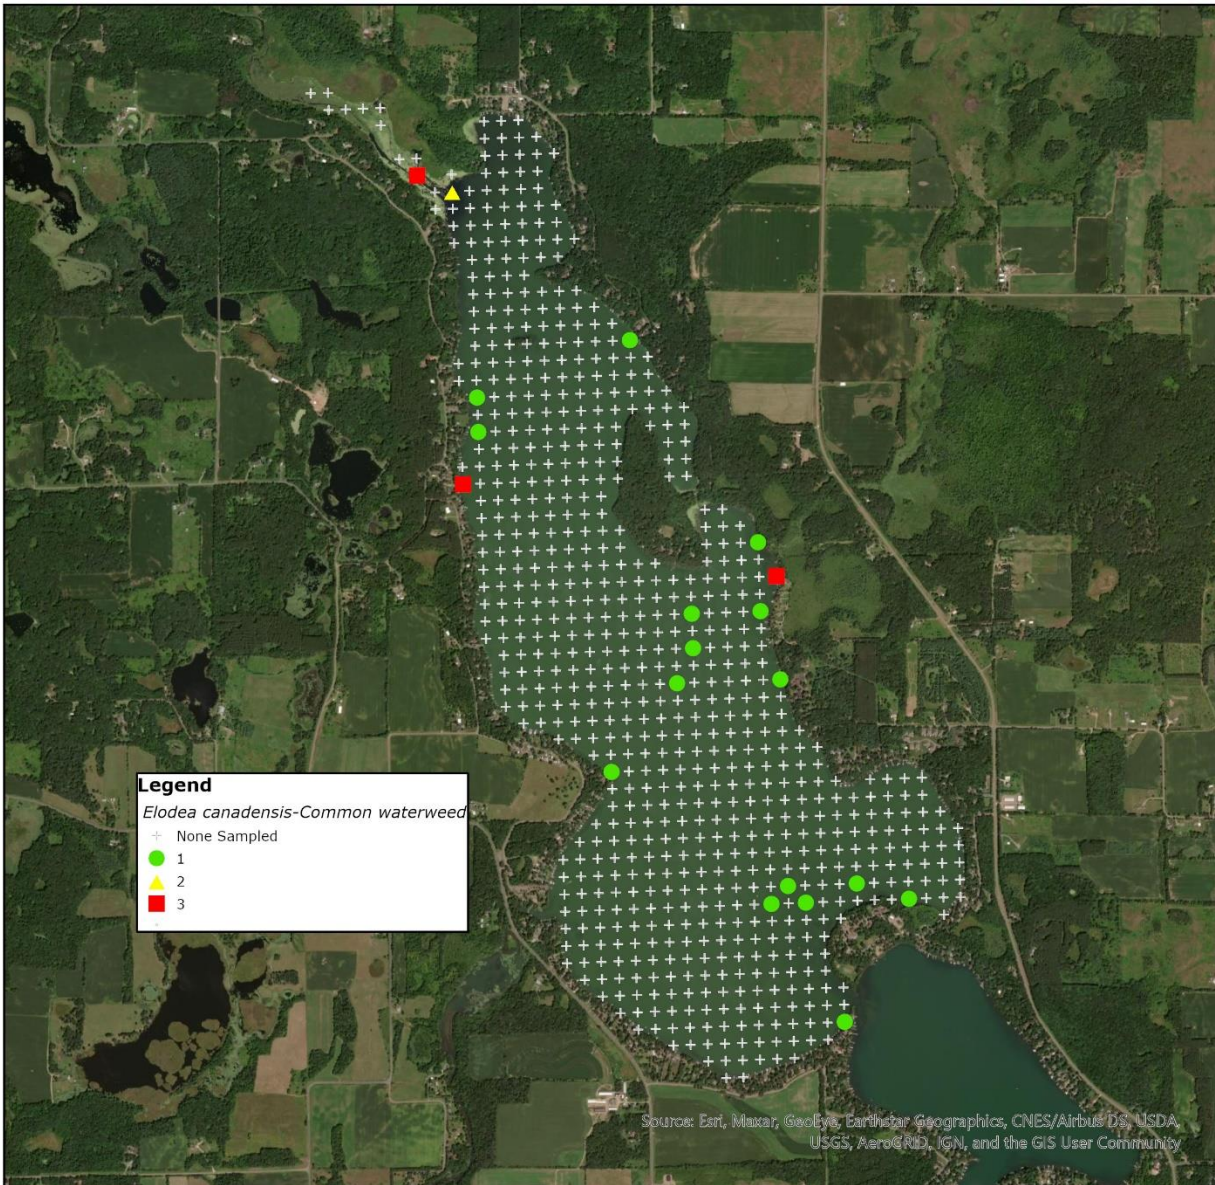 Legend
Elodea canadensis-Common waterweed
None Sampled
1
2
3
Source: Esri, Maxar, GeoEye, Earthstar Geographics, CNES/Airbus DS, USDA,
USGS, AeroGRID, IGN, and the GIS User Community